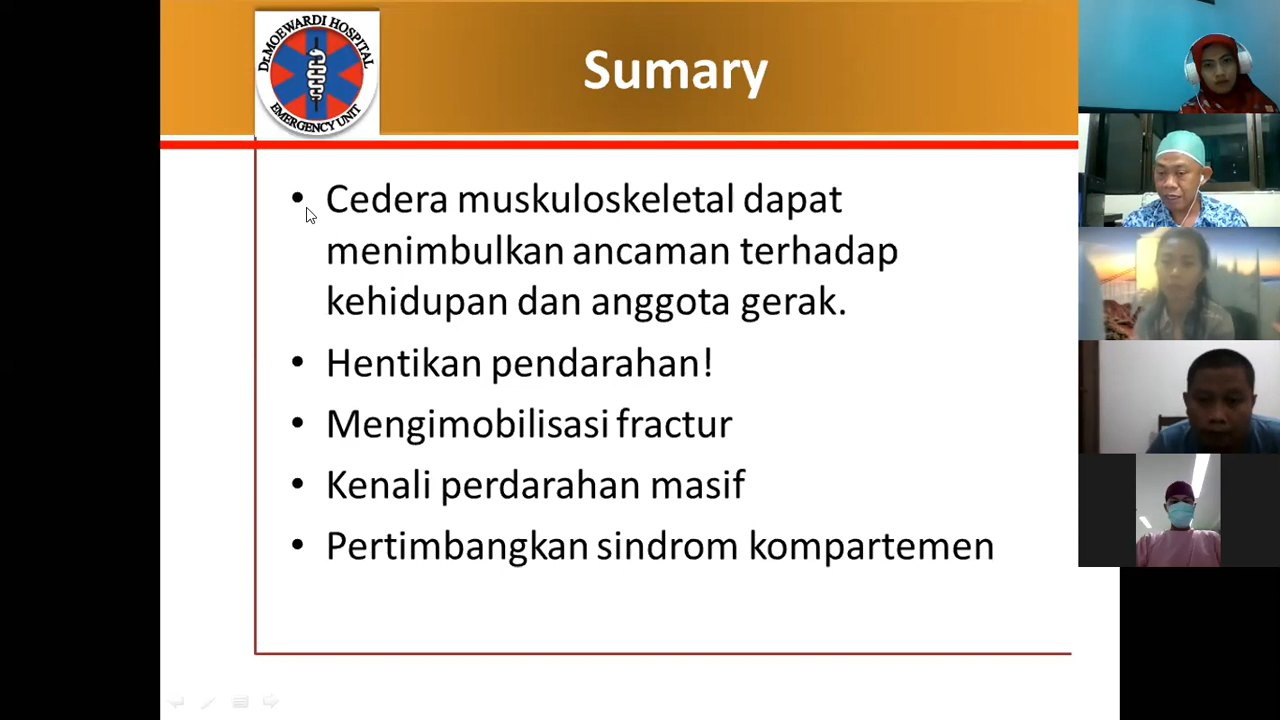 Dr.MOEWARDI HOSPITAL
EMERGENCY UNIT
Sumary
• Cedera muskuloskeletal dapat
menimbulkan ancaman terhadap
kehidupan dan anggota gerak.
• Hentikan pendarahan!
• Mengimobilisasi fractur
• Kenali perdarahan masif
• Pertimbangkan sindrom kompartemen